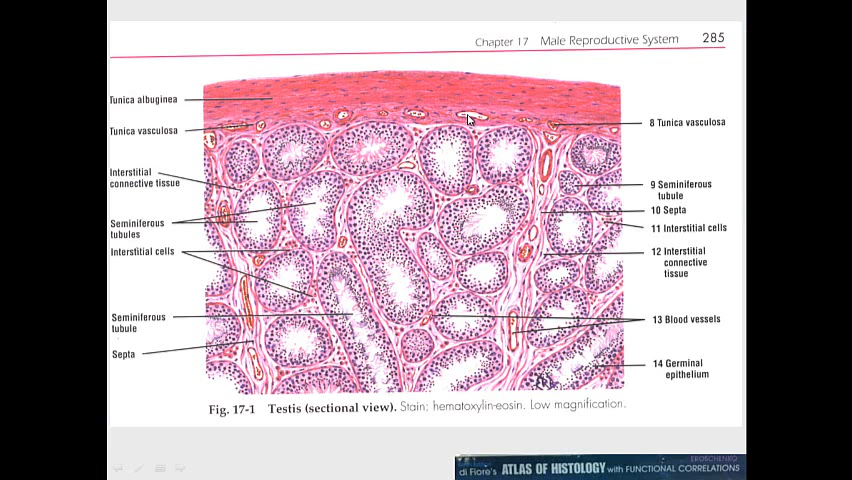 Chapter 17 Male Reproductive System 285
Tunica albuginea
Tunica vasculosa
Interstitial
connective tissue
Seminiferous
tubules
Interstitial cells
Seminiferous
tubule
Septa
8 Tunica vasculosa
9 Seminiferous
tubule
10 Septa
11 Interstitial cells
12 Interstitial
connective
tissue
13 Blood vessels
14 Germinal
epithelium
Fig. 17-1 Testis (sectional view). Stain: hematoxylin-eosin. Low magnification.
EROSCHENKO
di Fiore's ATLAS OF HISTOLOGY with FUNCTIONAL CORRELATIONS